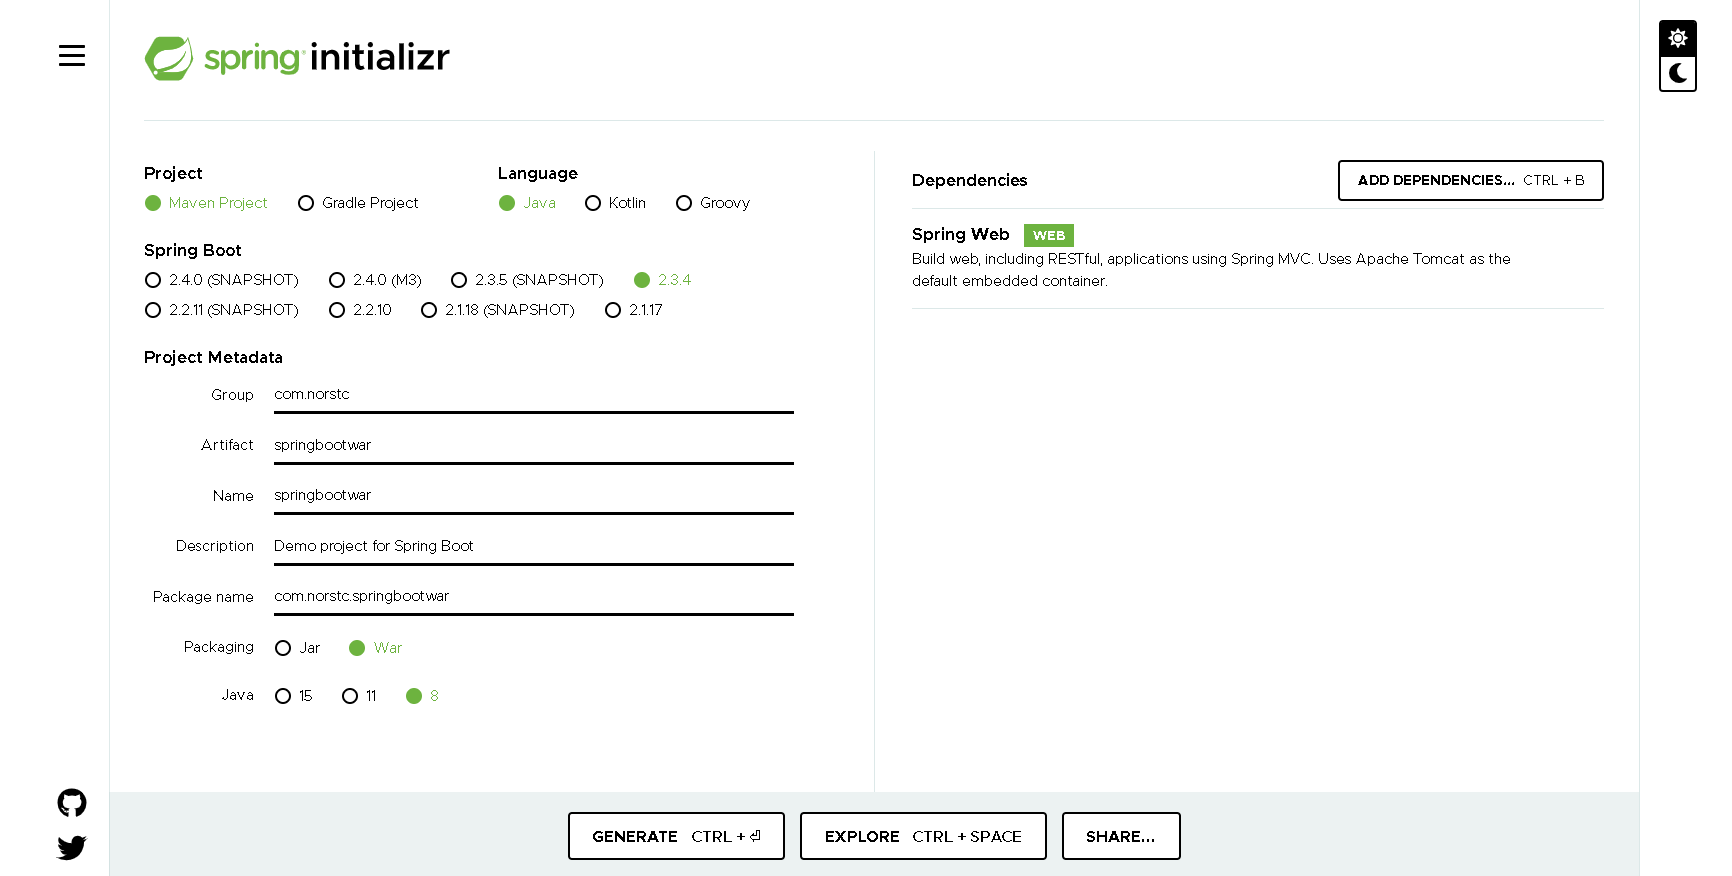 spring initializr
Project
Maven Project Gradle Project
Language
Java Kotlin Groovy
Spring Boot
2.4.0 (SNAPSHOT) 2.4.0 (M3) 2.3.5 (SNAPSHOT) 2.3.4
2.2.11 (SNAPSHOT) 2.2.10 2.1.18 (SNAPSHOT) 2.1.17
Project Metadata
Group com.norstc
Artifact springbootwar
Name springbootwar
Description Demo project for Spring Boot
Package name com.norstc.springbootwar
Packaging Jar War
Java 15 11 8
Dependencies ADD DEPENDENCIES... CTRL + B
Spring Web WEB
Build web, including RESTful, applications using Spring MVC. Uses Apache Tomcat as the
default embedded container.
GENERATE CTRL + ⏎ EXPLORE CTRL + SPACE SHARE...